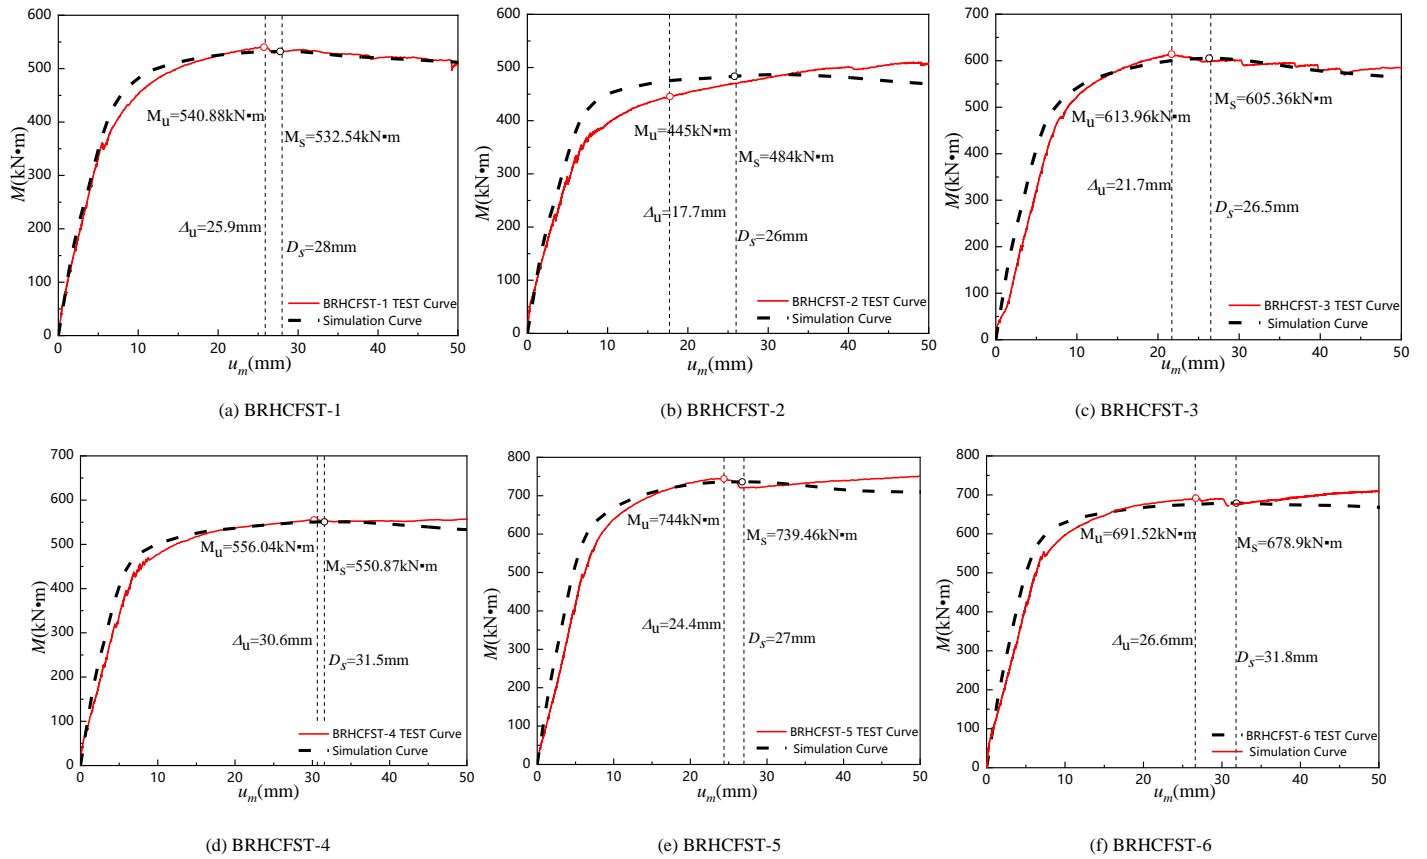 600
500
400
300
200
100
0
M(kN•m)
Mu=540.88kN▪m
Ms=532.54kN▪m
Δu=25.9mm
Ds=28mm
BRHCFST-1 TEST Curve
Simulation Curve
0 10 20 30 40 50
um(mm)
(a) BRHCFST-1
600
500
400
300
200
100
0
M(kN•m)
Mu=445kN▪m
Ms=484kN▪m
Δu=17.7mm
Ds=26mm
BRHCFST-2 TEST Curve
Simulation Curve
0 10 20 30 40 50
um(mm)
(b) BRHCFST-2
700
600
500
400
300
200
100
0
M(kN•m)
Ms=605.36kN▪m
Mu=613.96kN▪m
Δu=21.7mm
Ds=26.5mm
BRHCFST-3 TEST Curve
Simulation Curve
0 10 20 30 40 50
um(mm)
(c) BRHCFST-3
700
600
500
400
300
200
100
0
M(kN•m)
Mu=556.04kN▪m
Ms=550.87kN▪m
Δu=30.6mm
Ds=31.5mm
BRHCFST-4 TEST Curve
Simulation Curve
0 10 20 30 40 50
um(mm)
(d) BRHCFST-4
800
700
600
500
400
300
200
100
0
M(kN•m)
Mu=744kN▪m
Ms=739.46kN▪m
Δu=24.4mm
Ds=27mm
BRHCFST-5 TEST Curve
Simulation Curve
0 10 20 30 40 50
um(mm)
(e) BRHCFST-5
800
700
600
500
400
300
200
100
0
M(kN•m)
Mu=691.52kN▪m
Ms=678.9kN▪m
Δu=26.6mm
Ds=31.8mm
BRHCFST-6 TEST Curve
Simulation Curve
0 10 20 30 40 50
um(mm)
(f) BRHCFST-6